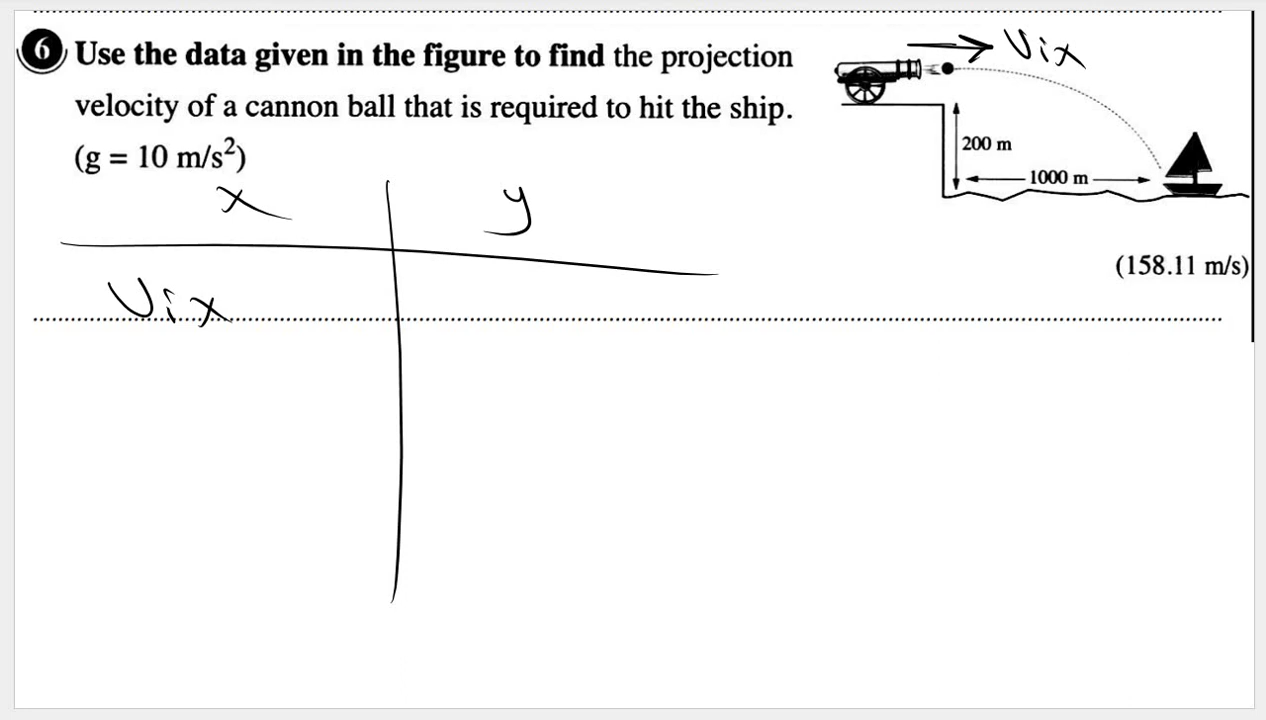 6 Use the data given in the figure to find the projection
velocity of a cannon ball that is required to hit the ship.
(g = 10 m/s²)
Vix
200 m
1000 m
(158.11 m/s)
x y
Vix